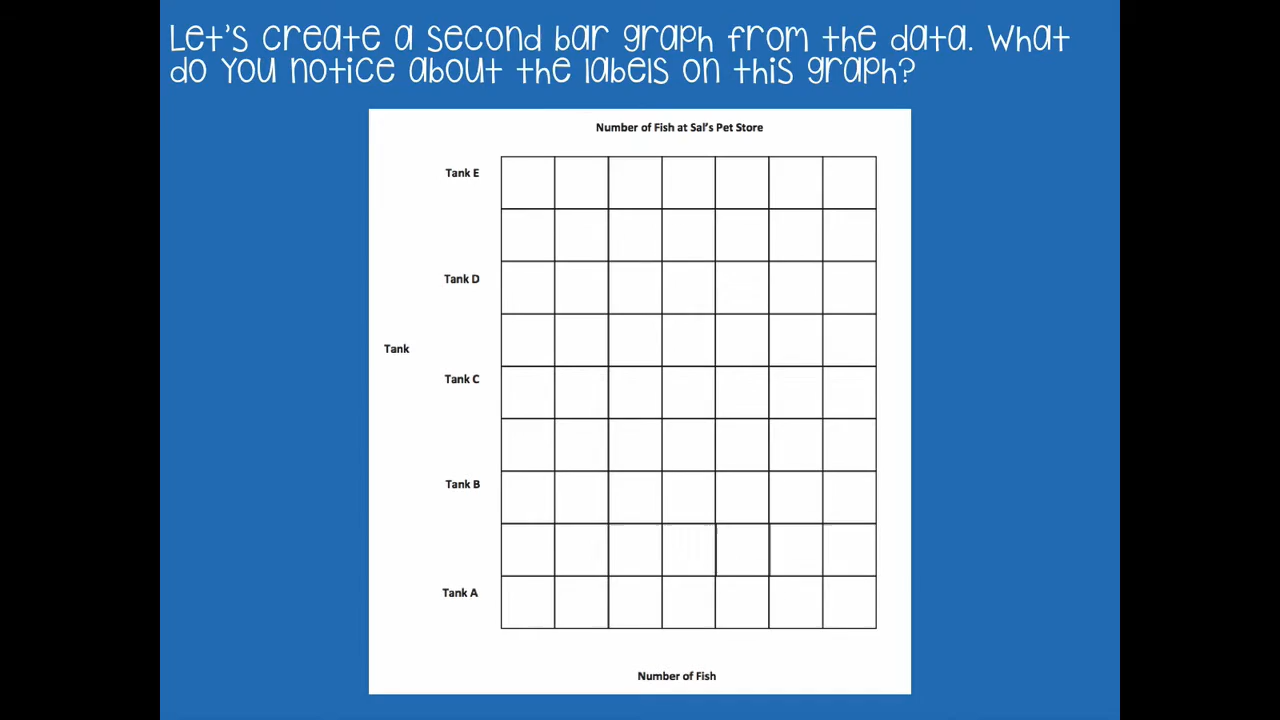 Let's create a second bar graph from the data. What
do you notice about the labels on this graph?
Number of Fish at Sal's Pet Store
Tank E
Tank D
Tank
Tank C
Tank B
Tank A
Number of Fish